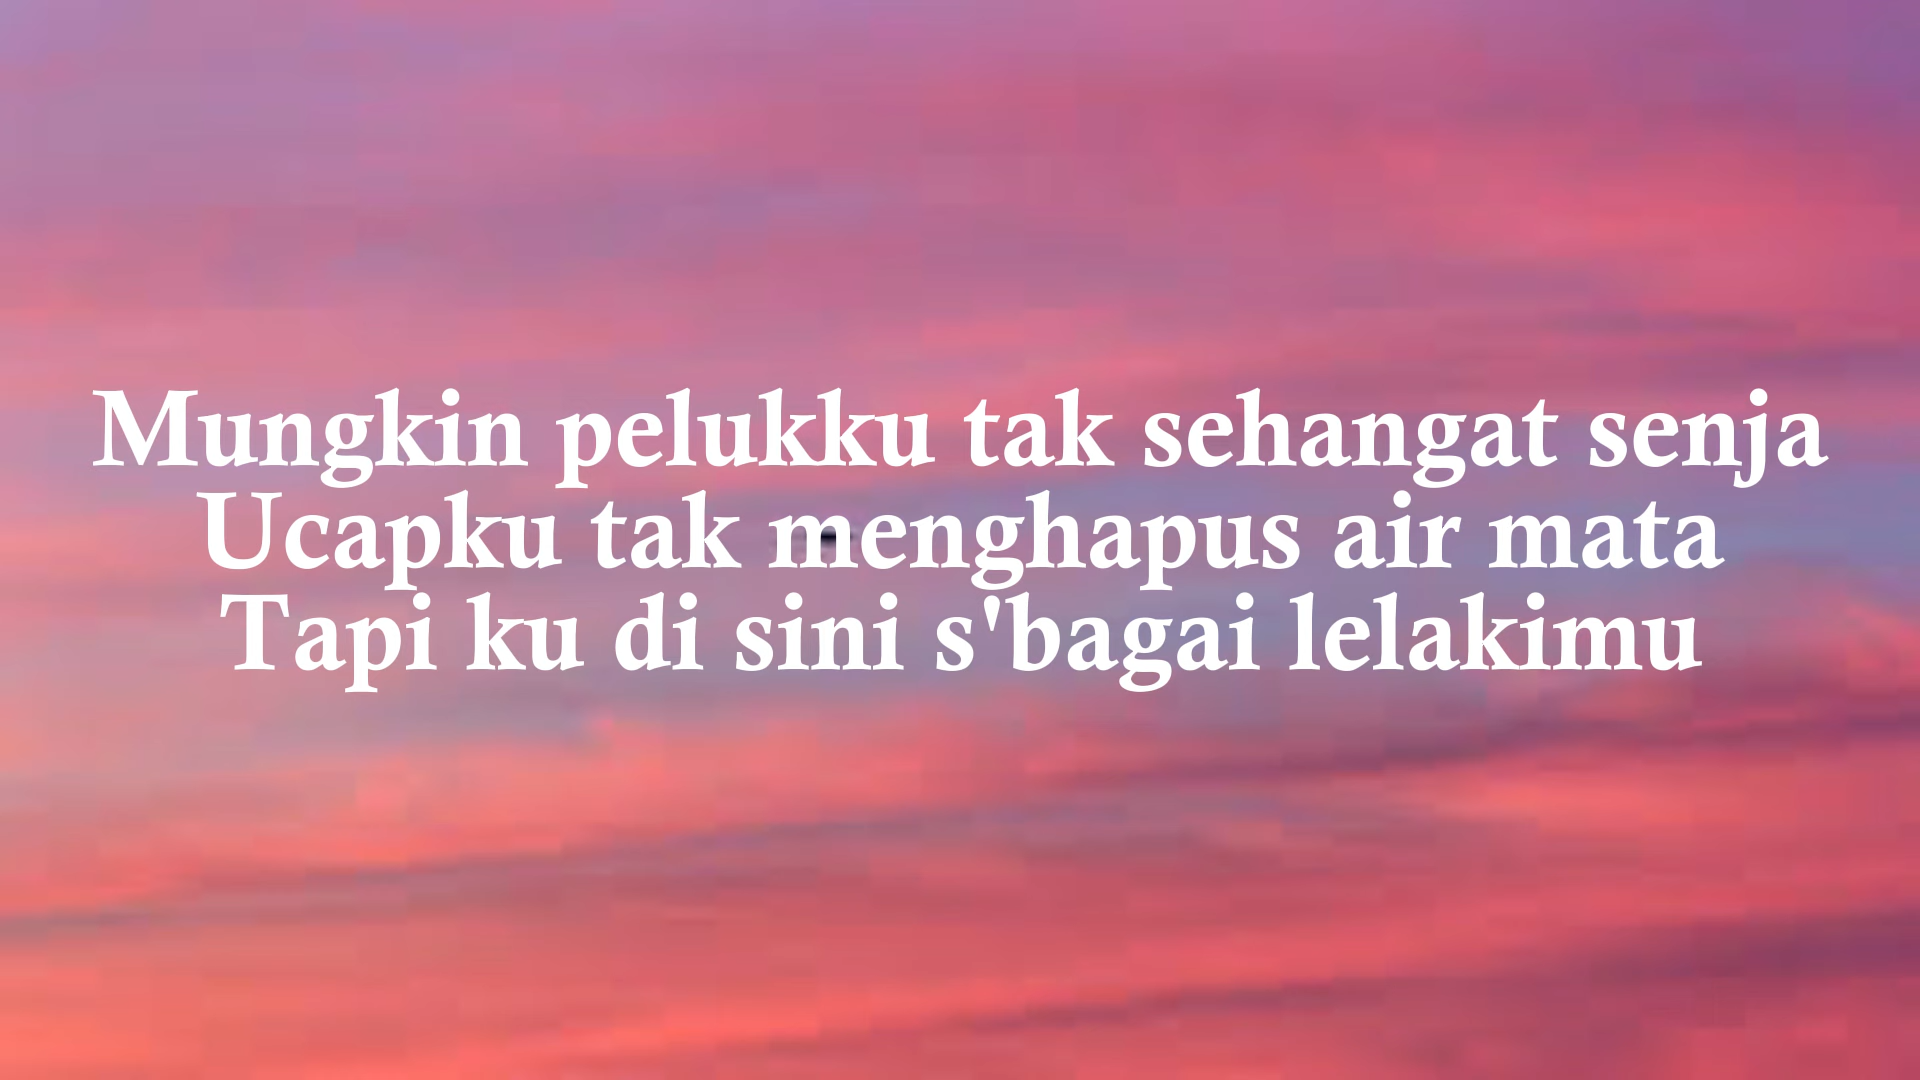 Mungkin pelukku tak sehangat senja
Ucapku tak menghapus air mata
Tapi ku di sini s'bagai lelakimu